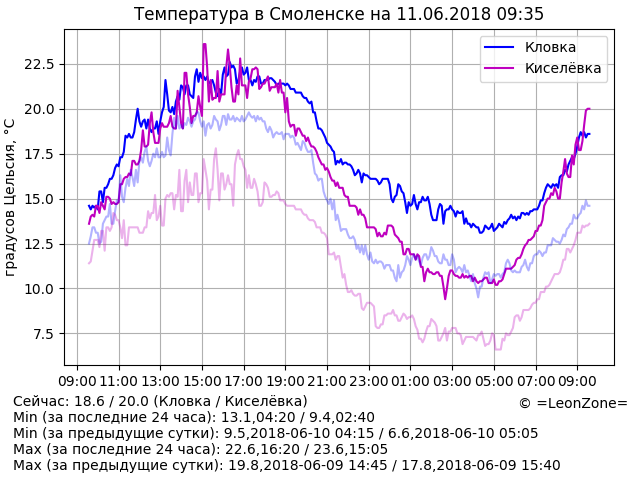 Температура в Смоленске на 11.06.2018 09:35
Кловка
Киселёвка
градусов Цельсия, °C
22.5
20.0
17.5
15.0
12.5
10.0
7.5
09:00 11:00 13:00 15:00 17:00 19:00 21:00 23:00 01:00 03:00 05:00 07:00 09:00
Сейчас: 18.6 / 20.0 (Кловка / Киселёвка)
© =LeonZone=
Min (за последние 24 часа): 13.1,04:20 / 9.4,02:40
Min (за предыдущие сутки): 9.5,2018-06-10 04:15 / 6.6,2018-06-10 05:05
Max (за последние 24 часа): 22.6,16:20 / 23.6,15:05
Max (за предыдущие сутки): 19.8,2018-06-09 14:45 / 17.8,2018-06-09 15:40